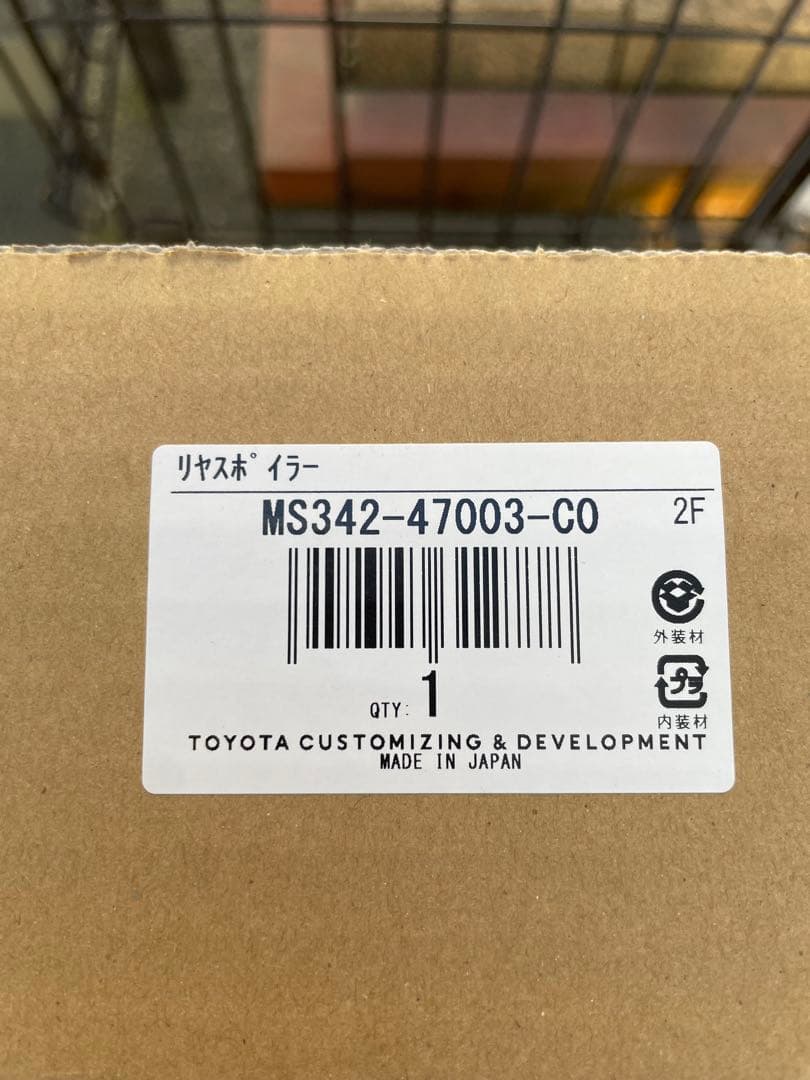 リヤスポイラー
MS342-47003-C0
2F
外装材
プラ
内装材
QTY: 1
TOYOTA CUSTOMIZING & DEVELOPMENT
MADE IN JAPAN